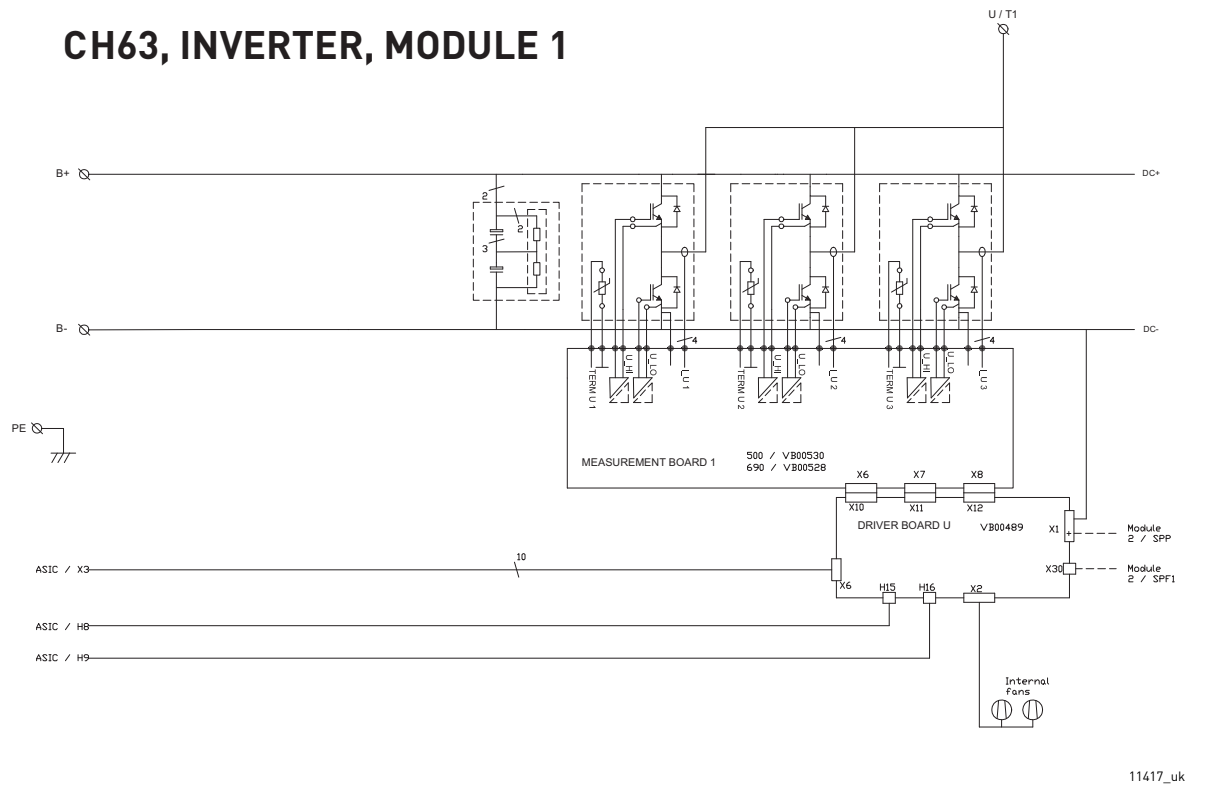 U / T1
CH63, INVERTER, MODULE 1
B+
DC+
2
2
3
B-
DC-
4
4
4
TERM U 1
U_HI
U_LO
I_U 1
TERM U 2
U_HI
U_LO
I_U 2
TERM U 3
U_HI
U_LO
I_U 3
PE
MEASUREMENT BOARD 1
500 / VB00530
690 / VB00528
X6
X7
X8
X10
X11
X12
DRIVER BOARD U
VB00489
X1
+
Module
2 / SPP
ASIC / X3
10
X6
X30
Module
2 / SPF1
H15
H16
X2
ASIC / H8
ASIC / H9
Internal
fans
11417_uk